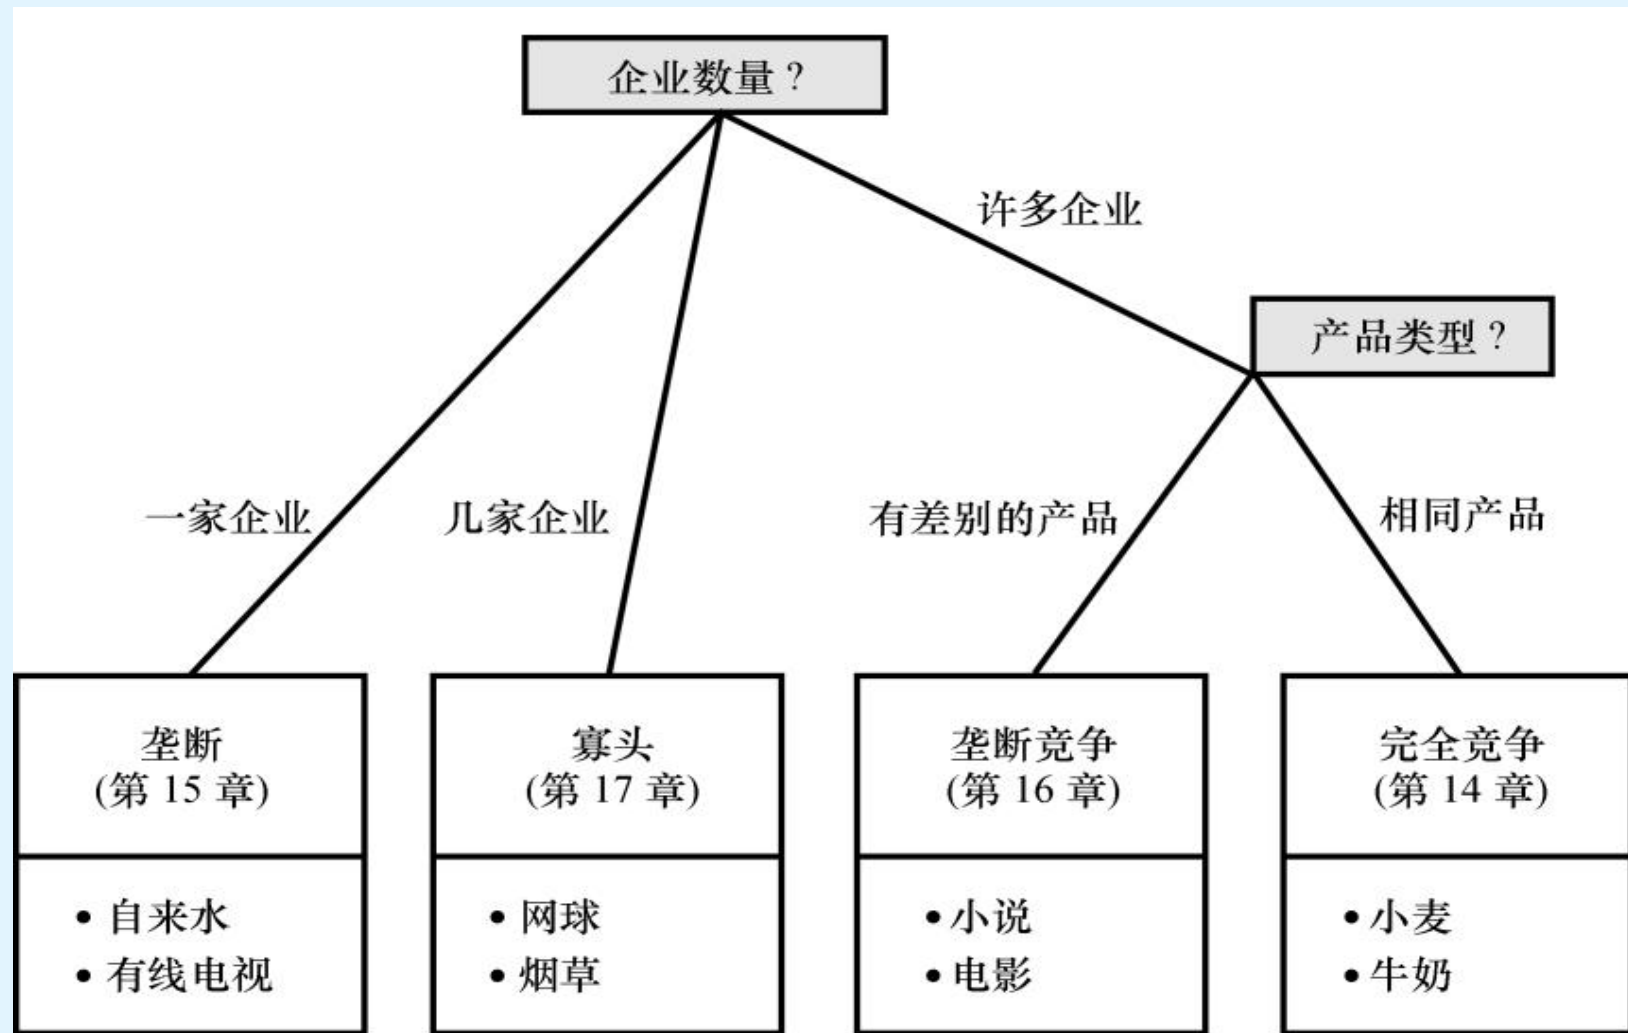 企业数量？
许多企业
产品类型？
一家企业
几家企业
有差别的产品
相同产品
垄断
(第 15 章)
寡头
(第 17 章)
垄断竞争
(第 16 章)
完全竞争
(第 14 章)
• 自来水
• 有线电视
• 网球
• 烟草
• 小说
• 电影
• 小麦
• 牛奶